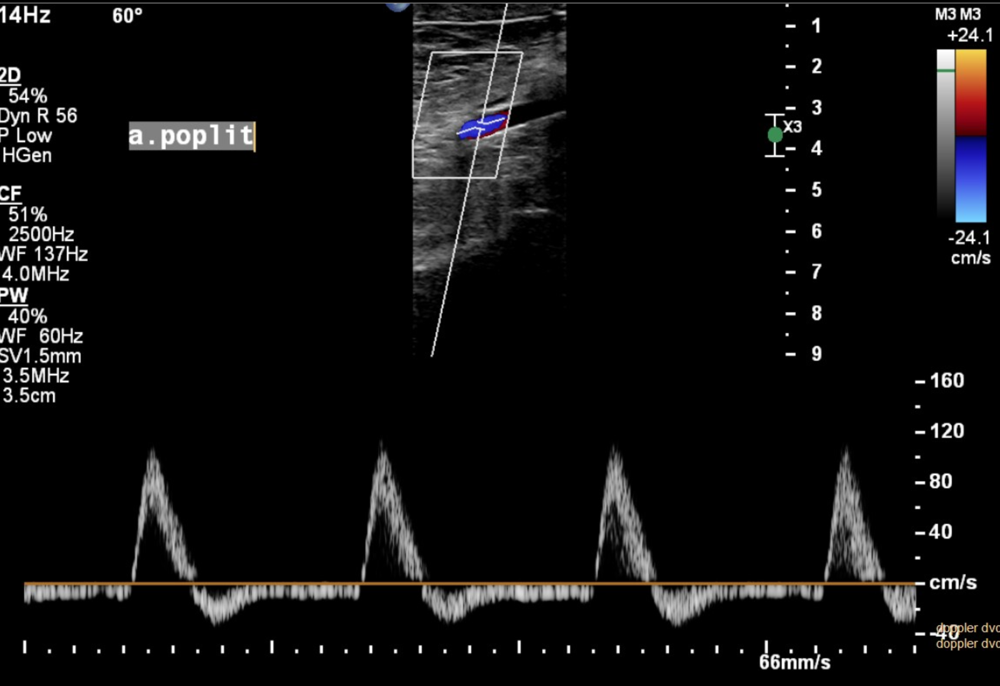 14Hz
60°
2D
54%
Dyn R 56
P Low
HGen
CF
51%
2500Hz
WF 137Hz
4.0MHz
PW
40%
WF 60Hz
SV1.5mm
3.5MHz
3.5cm
a.poplit
1
2
3
X3
4
5
6
7
8
9
M3 M3
+24.1
-24.1
cm/s
160
120
80
40
cm/s
-40
doppler dvd
doppler dvd
66mm/s